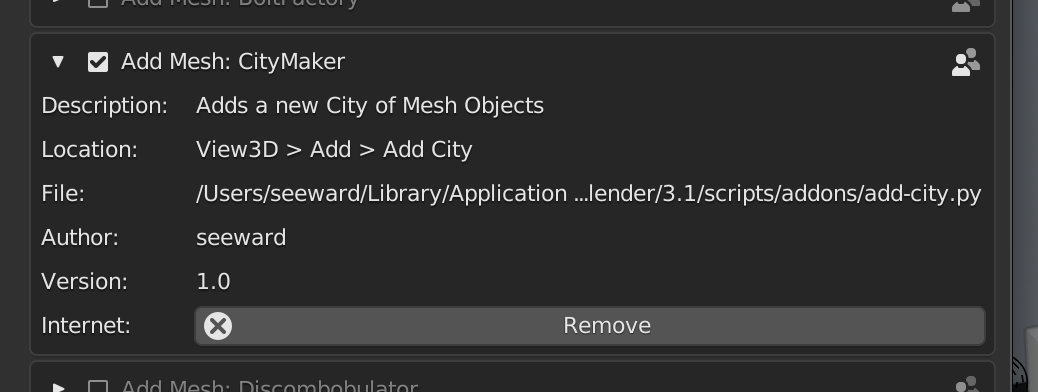 Add Mesh: BoltFactory
Add Mesh: CityMaker
Description: Adds a new City of Mesh Objects
Location: View3D > Add > Add City
File: /Users/seeward/Library/Application ...lender/3.1/scripts/addons/add-city.py
Author: seeward
Version: 1.0
Internet: Remove
Add Mesh: Discombobulator